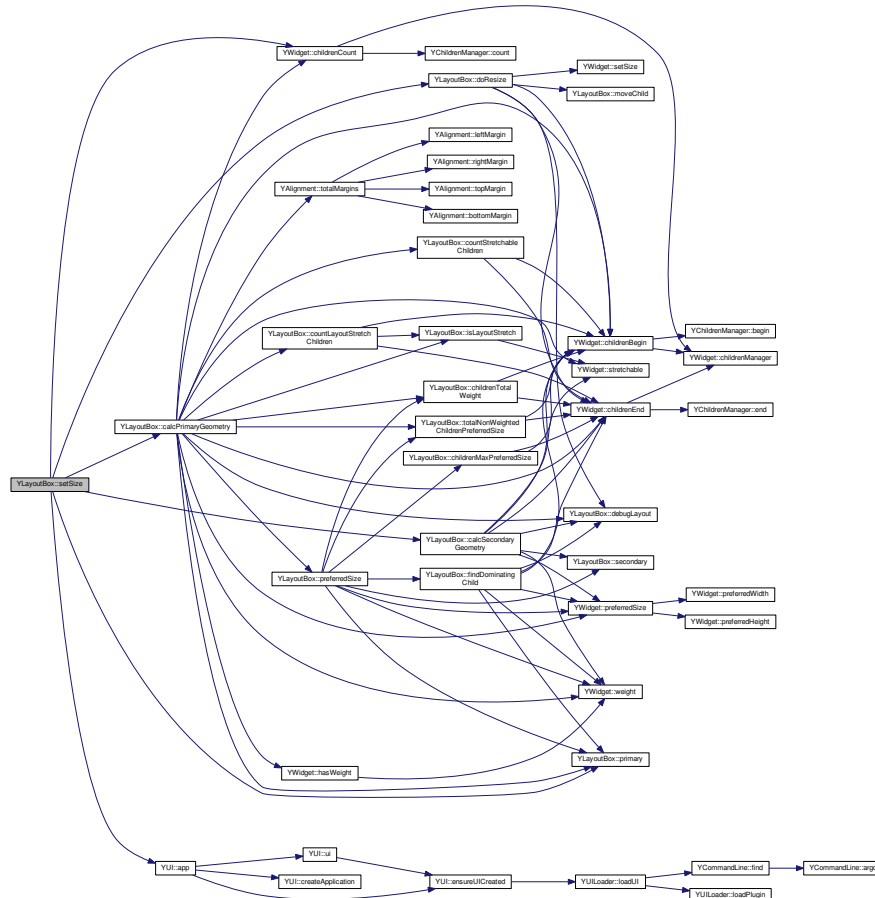 YWidget::childrenCount
YChildrenManager::count
YWidget::setSize
YLayoutBox::doResize
YLayoutBox::moveChild
YAlignment::leftMargin
YAlignment::rightMargin
YAlignment::totalMargins
YAlignment::topMargin
YAlignment::bottomMargin
YLayoutBox::countStretchable
Children
YLayoutBox::countLayoutStretch
Children
YLayoutBox::isLayoutStretch
YWidget::childrenBegin
YChildrenManager::begin
YWidget::childrenManager
YWidget::stretchable
YLayoutBox::childrenTotal
Weight
YWidget::childrenEnd
YChildrenManager::end
YLayoutBox::calcPrimaryGeometry
YLayoutBox::totalNonWeighted
ChildrenPreferredSize
YLayoutBox::childrenMaxPreferredSize
YLayoutBox::setSize
YLayoutBox::debugLayout
YLayoutBox::calcSecondary
Geometry
YLayoutBox::secondary
YLayoutBox::preferredSize
YLayoutBox::findDominating
Child
YWidget::preferredSize
YWidget::preferredWidth
YWidget::preferredHeight
YWidget::weight
YLayoutBox::primary
YWidget::hasWeight
YUI::ui
YUI::app
YUI::createApplication
YUI::ensureUICreated
YUILoader::loadUI
YCommandLine::find
YCommandLine::argc
YUILoader::loadPlugin